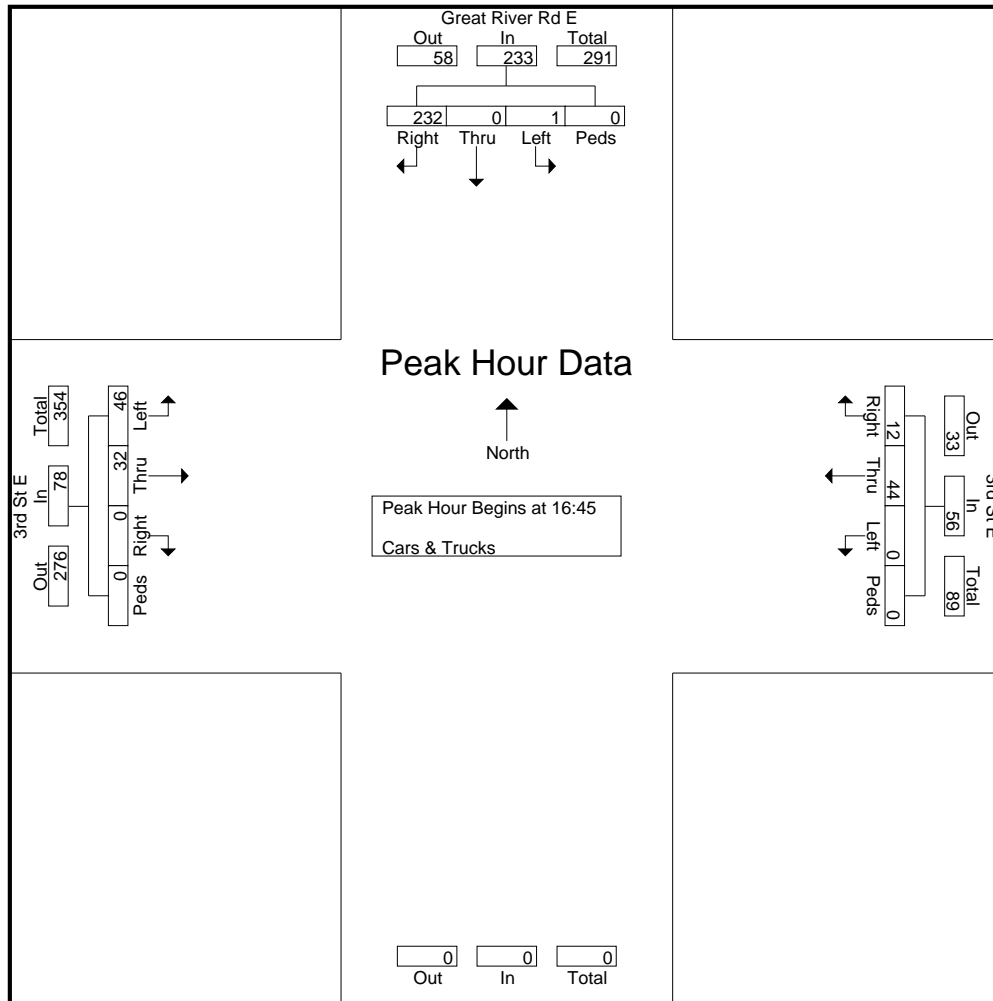 Great River Rd E
Out In Total
58 233 291
232 0 1 0
Right Thru Left Peds
Peak Hour Data
North
Peak Hour Begins at 16:45
Cars & Trucks
3rd St E
Out In Total
276 78 354
46 32 0 0
Left Thru Right Peds
12 44 0 0
Right Thru Left Peds
Out In Total
33 56 89
3rd St E
0 0 0
Out In Total